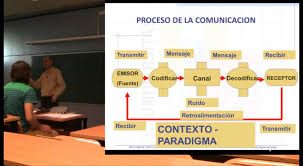 PROCESO DE LA COMUNICACION
Transmitir Mensaje Mensaje Recibir
EMISOR (Fuente) Codificar Canal Decodificar RECEPTOR
Ruido
Retroalimentación
Recibir CONTEXTO - PARADIGMA Transmitir